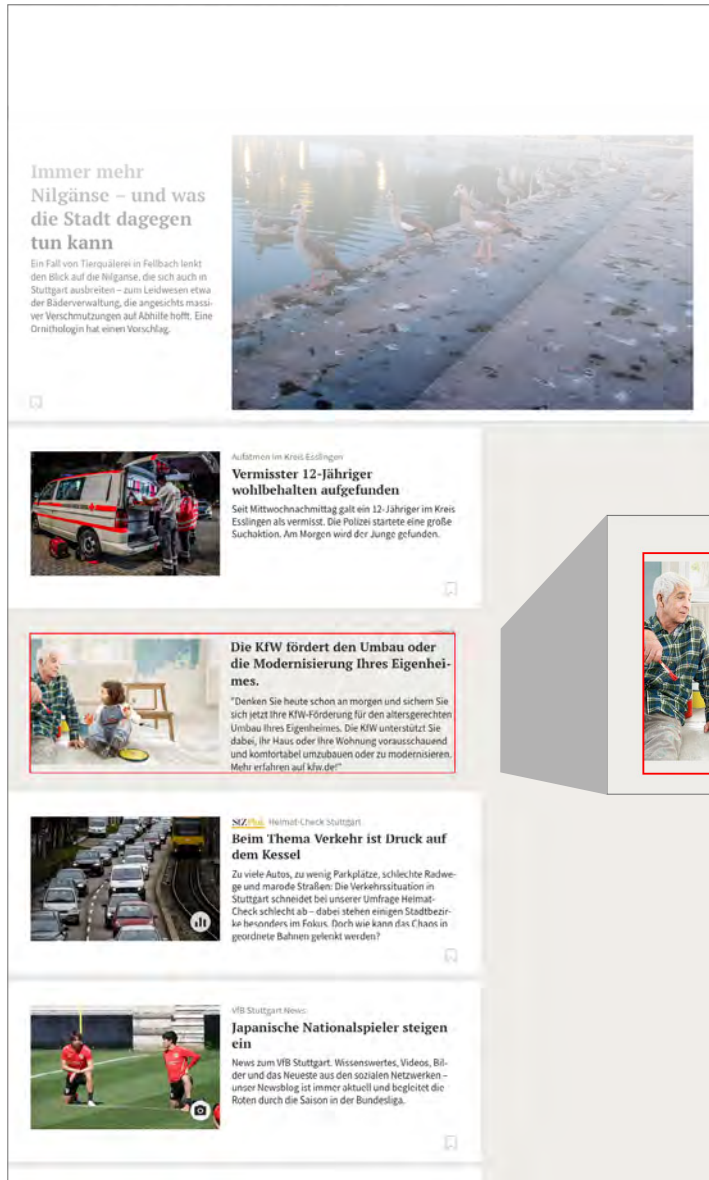 Immer mehr
Nilgänse – und was
die Stadt dagegen
tun kann
Ein Fall von Tierquälerei in Fellbach lenkt
den Blick auf die Nilgänse, die sich auch in
Stuttgart ausbreiten – zum Leidwesen etwa
der Bäderverwaltung, die angesichts massi-
ver Verschmutzungen auf Abhilfe hofft. Eine
Ornithologin hat einen Vorschlag.
Aufatmen im Kreis Esslingen
Vermisster 12-Jähriger
wohlbehalten aufgefunden
Seit Mittwochnachmittag galt ein 12-Jähriger im Kreis
Esslingen als vermisst. Die Polizei startete eine große
Suchaktion. Am Morgen wird der Junge gefunden.
Die KfW fördert den Umbau oder
die Modernisierung Ihres Eigenhei-
mes.
"Denken Sie heute schon an morgen und sichern Sie
sich jetzt Ihre KfW-Förderung für den altersgerechten
Umbau Ihres Eigenheimes. Die KfW unterstützt Sie
dabei, Ihr Haus oder Ihre Wohnung vorausschauend
und komfortabel umzubauen oder zu modernisieren.
Mehr erfahren auf kfw.de!"
StZPlus Heimat-Check Stuttgart
Beim Thema Verkehr ist Druck auf
dem Kessel
Zu viele Autos, zu wenig Parkplätze, schlechte Radwe-
ge und marode Straßen: Die Verkehrssituation in
Stuttgart schneidet bei unserer Umfrage Heimat-
Check schlecht ab – dabei stehen einigen Stadtbezir-
ke besonders im Fokus. Doch wie kann das Chaos in
geordnete Bahnen gelenkt werden?
VfB Stuttgart News
Japanische Nationalspieler steigen
ein
News zum VfB Stuttgart. Wissenswertes, Videos, Bil-
der und das Neueste aus den sozialen Netzwerken –
unser Newsblog ist immer aktuell und begleitet die
Roten durch die Saison in der Bundesliga.